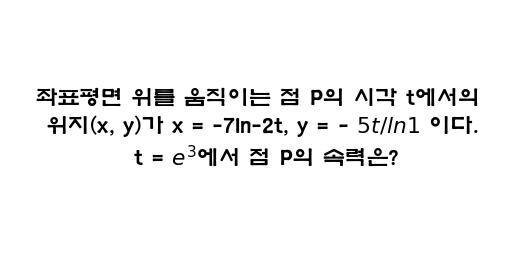 좌표평면 위를 움직이는 점 P의 시각 t에서의
위지(x, y)가 x = -7ln-2t, y = - 5t/ln1 이다.
t = e³에서 점 P의 속력은?